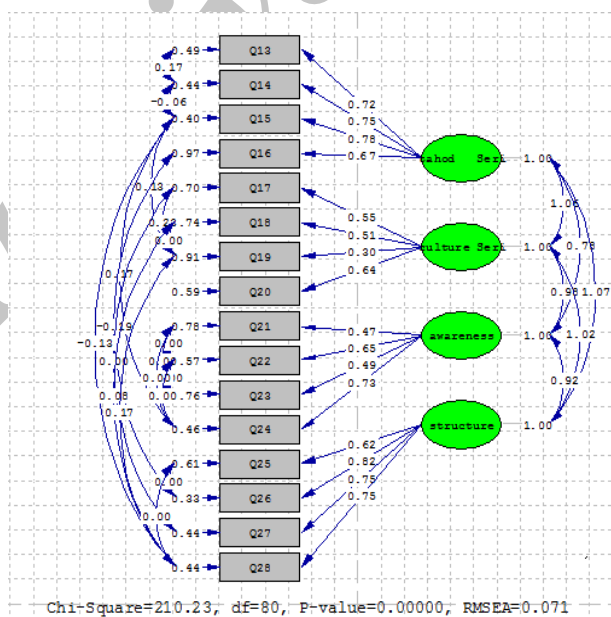 0.49 Q13
0.17
0.44 Q14
-0.06
0.40 Q15
0.97 Q16
0.70 Q17
0.74 Q18
0.00
0.91 Q19
0.59 Q20
0.78 Q21
0.57 Q22
0.76 Q23
0.46 Q24
0.61 Q25
0.00
0.33 Q26
0.00
0.44 Q27
0.44 Q28
0.17
-0.19
-0.13
0.08
0.17
0.72
0.75
0.78
0.67
0.55
0.51
0.30
0.64
0.47
0.65
0.49
0.73
0.62
0.82
0.75
0.75
ahod Seri 1.00
ulture Seri 1.00
awareness 1.00
structure 1.00
1.07
1.02
0.92
Chi-Square=210.23, df=80, P-value=0.00000, RMSEA=0.071